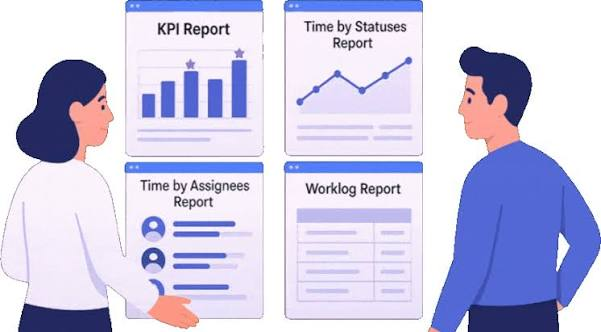 KPI Report
Time by Statuses
Report
Time by Assignees
Report
Worklog Report